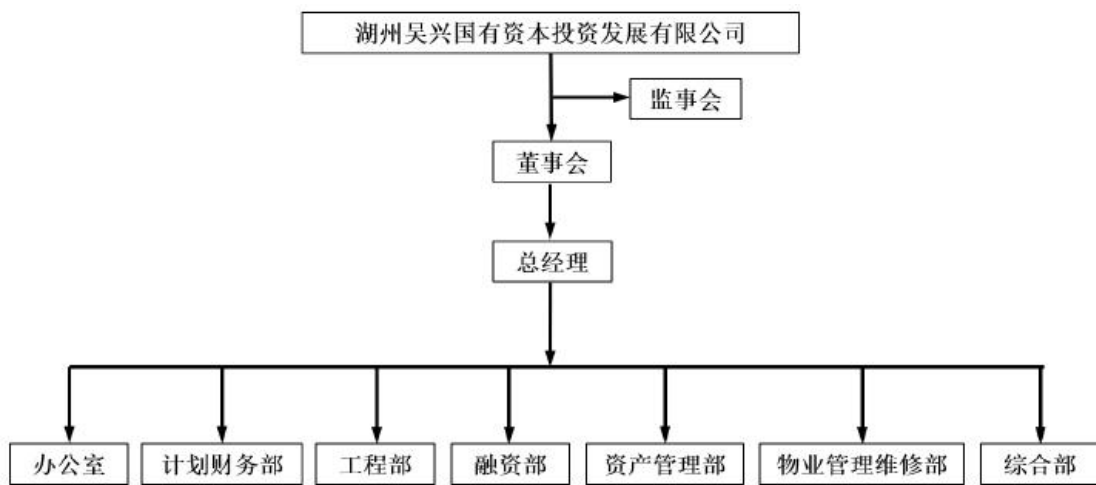 湖州吴兴国有资本投资发展有限公司
监事会
董事会
总经理
办公室
计划财务部
工程部
融资部
资产管理部
物业管理维修部
综合部